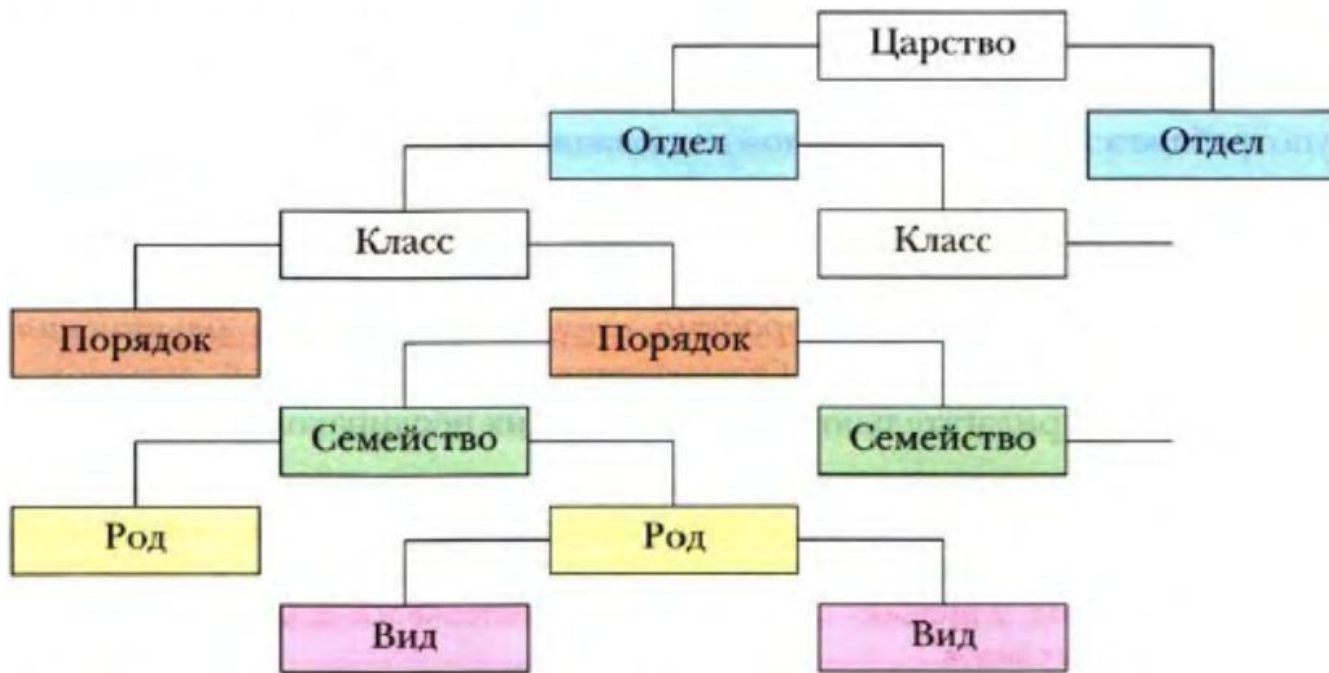 Царство
Отдел Отдел
Класс Класс
Порядок Порядок
Семейство Семейство
Род Род
Вид Вид